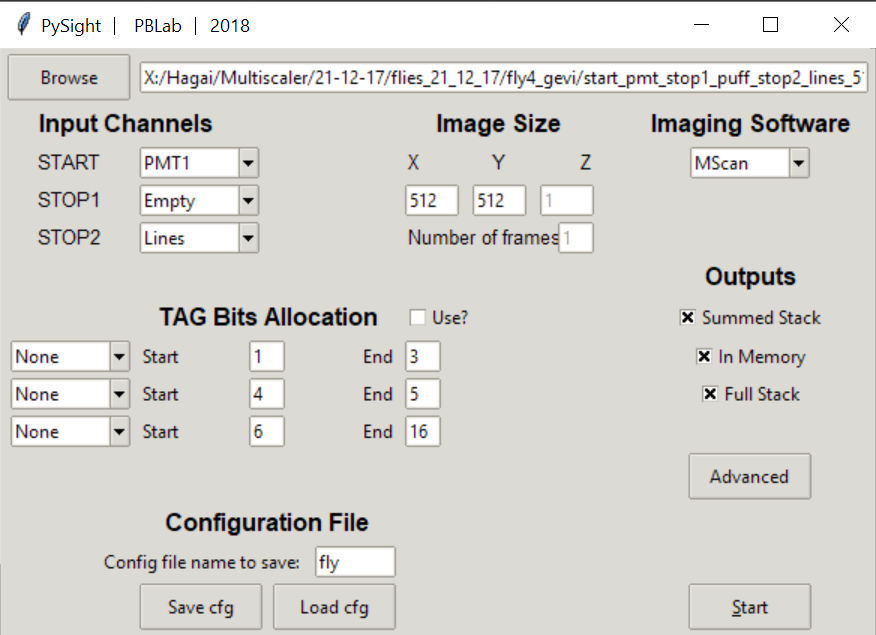 PySight | PBLab | 2018
Browse X:/Hagai/Multiscaler/21-12-17/flies_21_12_17/fly4_gevi/start_pmt_stop1_puff_stop2_lines_5
Input Channels Image Size Imaging Software
START PMT1 X Y Z MScan
STOP1 Empty 512 512 1
STOP2 Lines Number of frames 1
Outputs
TAG Bits Allocation Use? Summed Stack
None Start 1 End 3 In Memory
None Start 4 End 5 Full Stack
None Start 6 End 16
Advanced
Configuration File
Config file name to save: fly
Save cfg Load cfg Start